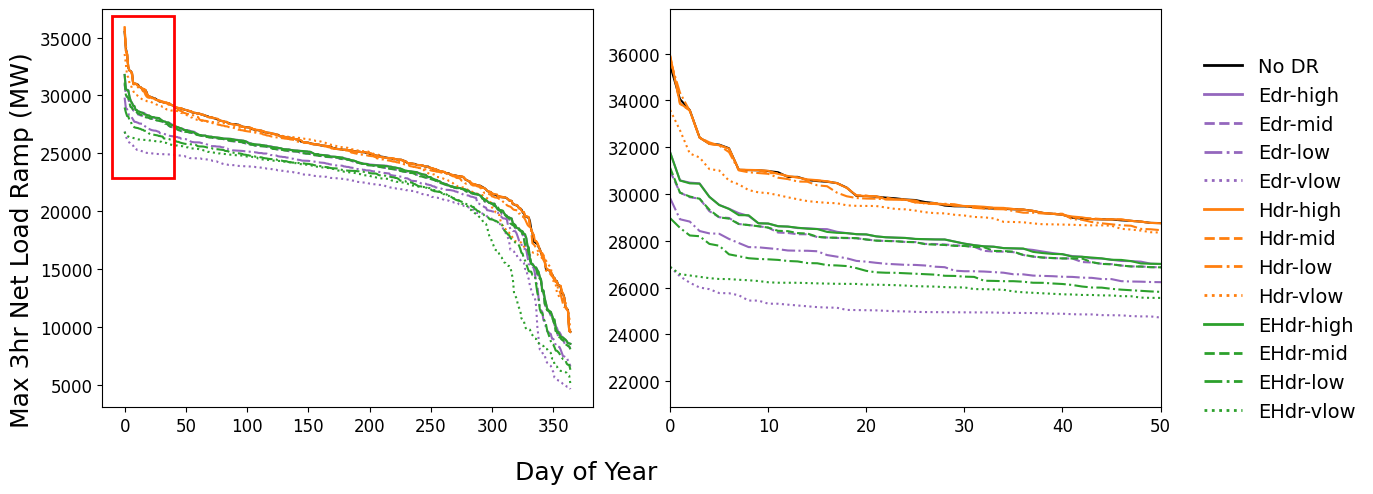 Max 3hr Net Load Ramp (MW)
35000
30000
25000
20000
15000
10000
5000
0 50 100 150 200 250 300 350
36000
34000
32000
30000
28000
26000
24000
22000
0 10 20 30 40 50
Day of Year
No DR
Edr-high
Edr-mid
Edr-low
Edr-vlow
Hdr-high
Hdr-mid
Hdr-low
Hdr-vlow
EHdr-high
EHdr-mid
EHdr-low
EHdr-vlow